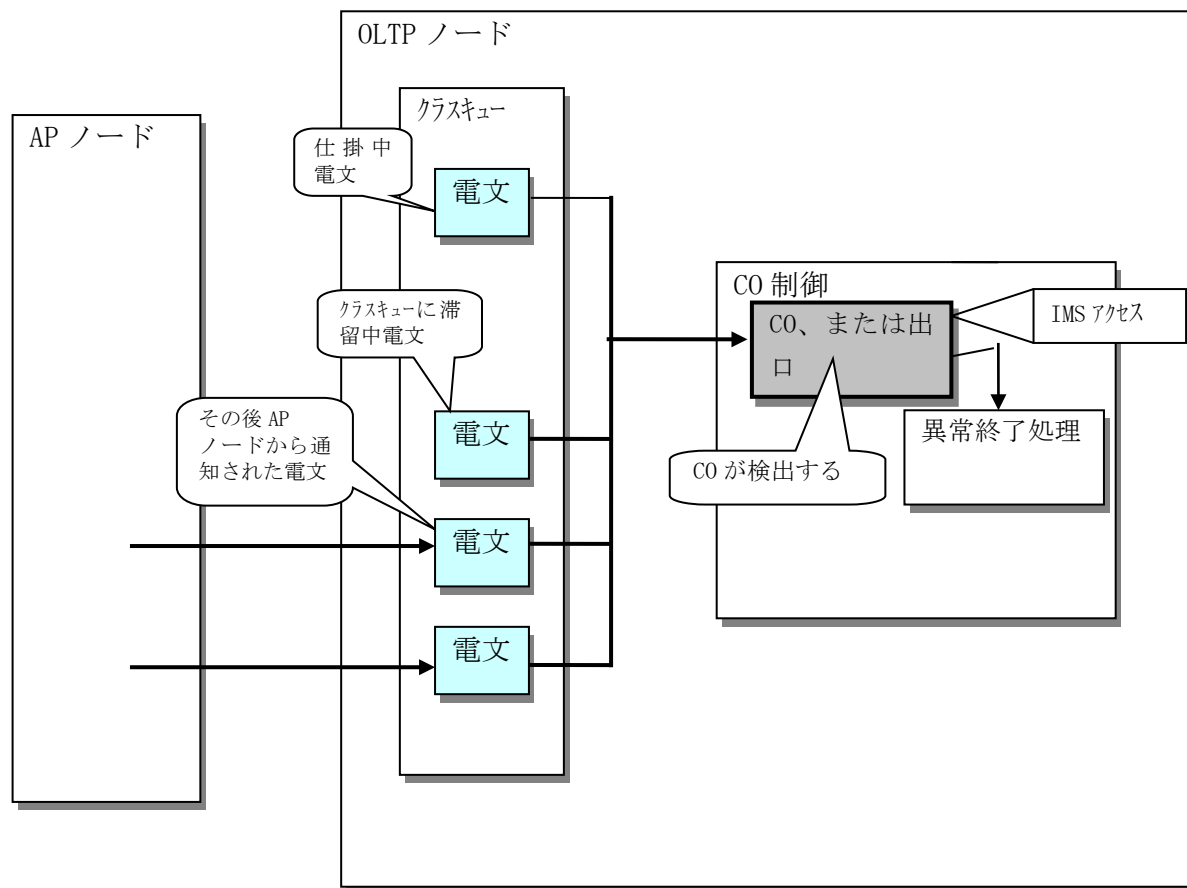 OLTP ノード
クラスキュー
AP ノード
仕掛中
電文
電文
クラスキューに滞
留中電文
電文
その後 AP
ノードから通
知された電文
電文
電文
CO 制御
CO、または出
口
IMS アクセス
異常終了処理
CO が検出する